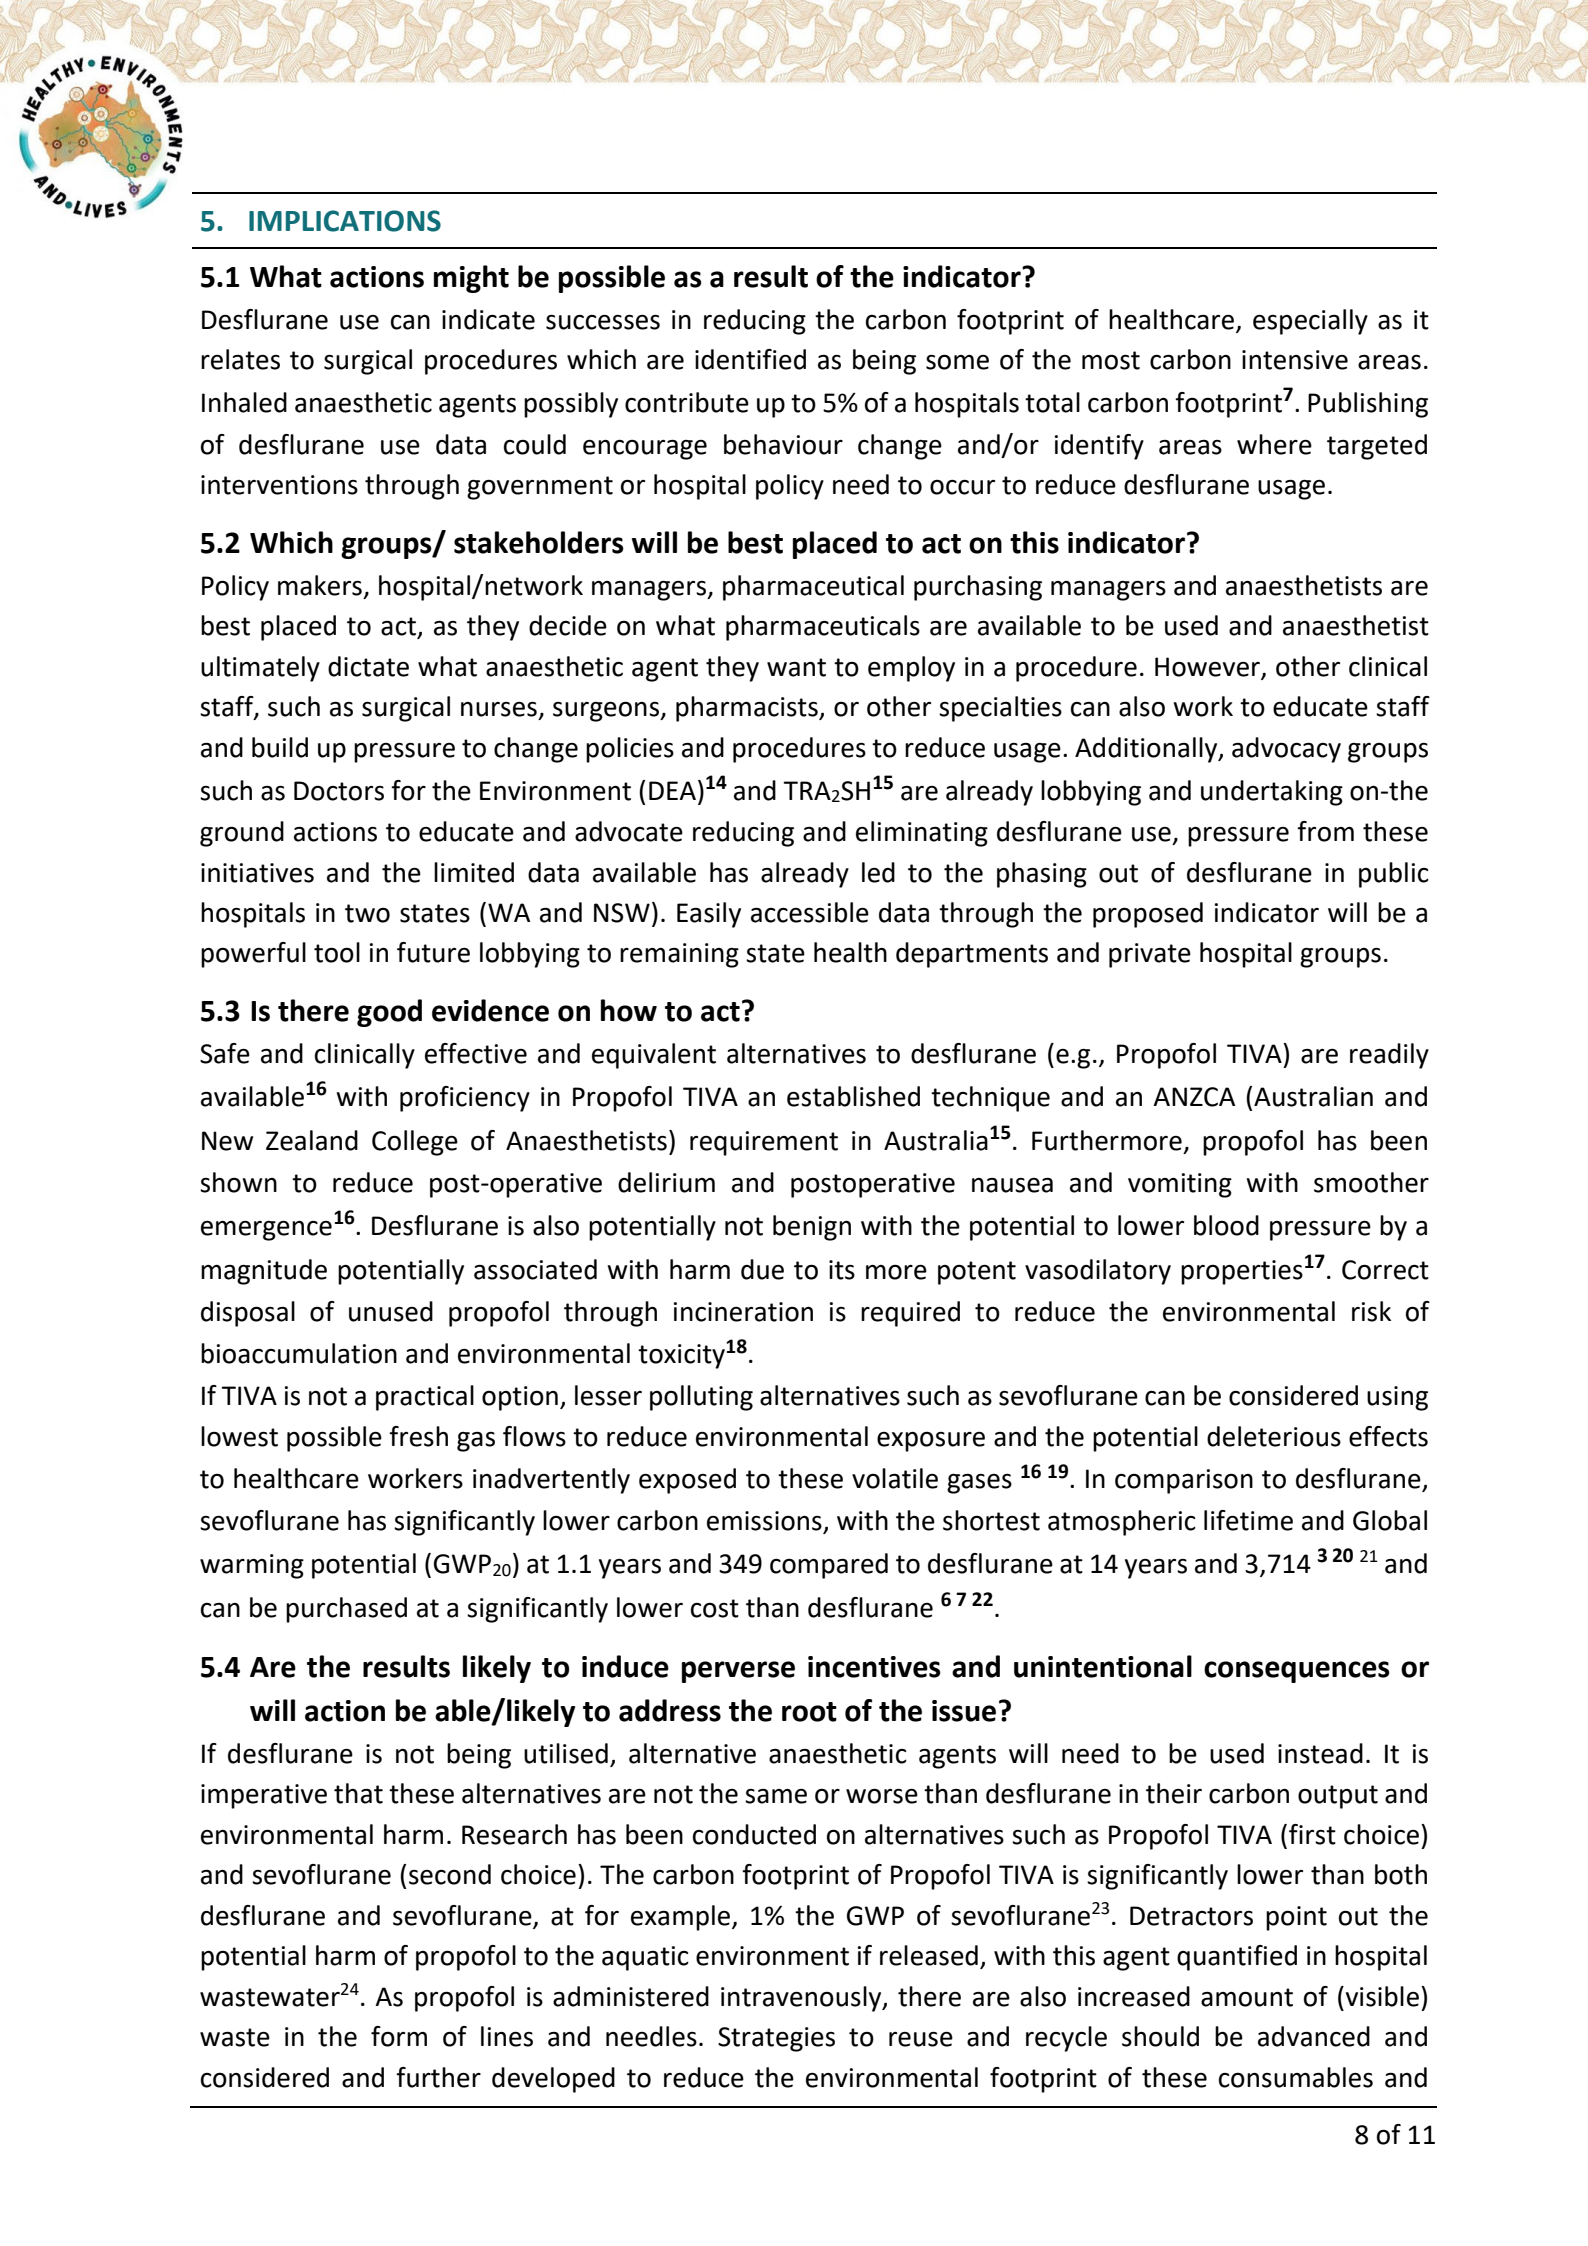 HEALTHY • ENVIRONMENTS
AND • LIVES
5. IMPLICATIONS
5.1 What actions might be possible as a result of the indicator?
Desflurane use can indicate successes in reducing the carbon footprint of healthcare, especially as it
relates to surgical procedures which are identified as being some of the most carbon intensive areas.
Inhaled anaesthetic agents possibly contribute up to 5% of a hospitals total carbon footprint⁷. Publishing
of desflurane use data could encourage behaviour change and/or identify areas where targeted
interventions through government or hospital policy need to occur to reduce desflurane usage.
5.2 Which groups/ stakeholders will be best placed to act on this indicator?
Policy makers, hospital/network managers, pharmaceutical purchasing managers and anaesthetists are
best placed to act, as they decide on what pharmaceuticals are available to be used and anaesthetist
ultimately dictate what anaesthetic agent they want to employ in a procedure. However, other clinical
staff, such as surgical nurses, surgeons, pharmacists, or other specialties can also work to educate staff
and build up pressure to change policies and procedures to reduce usage. Additionally, advocacy groups
such as Doctors for the Environment (DEA)¹⁴ and TRA₂SH¹⁵ are already lobbying and undertaking on-the
ground actions to educate and advocate reducing and eliminating desflurane use, pressure from these
initiatives and the limited data available has already led to the phasing out of desflurane in public
hospitals in two states (WA and NSW). Easily accessible data through the proposed indicator will be a
powerful tool in future lobbying to remaining state health departments and private hospital groups.
5.3 Is there good evidence on how to act?
Safe and clinically effective and equivalent alternatives to desflurane (e.g., Propofol TIVA) are readily
available¹⁶ with proficiency in Propofol TIVA an established technique and an ANZCA (Australian and
New Zealand College of Anaesthetists) requirement in Australia¹⁵. Furthermore, propofol has been
shown to reduce post-operative delirium and postoperative nausea and vomiting with smoother
emergence¹⁶. Desflurane is also potentially not benign with the potential to lower blood pressure by a
magnitude potentially associated with harm due to its more potent vasodilatory properties¹⁷. Correct
disposal of unused propofol through incineration is required to reduce the environmental risk of
bioaccumulation and environmental toxicity¹⁸.
If TIVA is not a practical option, lesser polluting alternatives such as sevoflurane can be considered using
lowest possible fresh gas flows to reduce environmental exposure and the potential deleterious effects
to healthcare workers inadvertently exposed to these volatile gases ¹⁶ ¹⁹. In comparison to desflurane,
sevoflurane has significantly lower carbon emissions, with the shortest atmospheric lifetime and Global
warming potential (GWP₂₀) at 1.1 years and 349 compared to desflurane at 14 years and 3,714 ³ ²⁰ ²¹ and
can be purchased at a significantly lower cost than desflurane ⁶ ⁷ ²².
5.4 Are the results likely to induce perverse incentives and unintentional consequences or
will action be able/likely to address the root of the issue?
If desflurane is not being utilised, alternative anaesthetic agents will need to be used instead. It is
imperative that these alternatives are not the same or worse than desflurane in their carbon output and
environmental harm. Research has been conducted on alternatives such as Propofol TIVA (first choice)
and sevoflurane (second choice). The carbon footprint of Propofol TIVA is significantly lower than both
desflurane and sevoflurane, at for example, 1% the GWP of sevoflurane²³. Detractors point out the
potential harm of propofol to the aquatic environment if released, with this agent quantified in hospital
wastewater²⁴. As propofol is administered intravenously, there are also increased amount of (visible)
waste in the form of lines and needles. Strategies to reuse and recycle should be advanced and
considered and further developed to reduce the environmental footprint of these consumables and
8 of 11